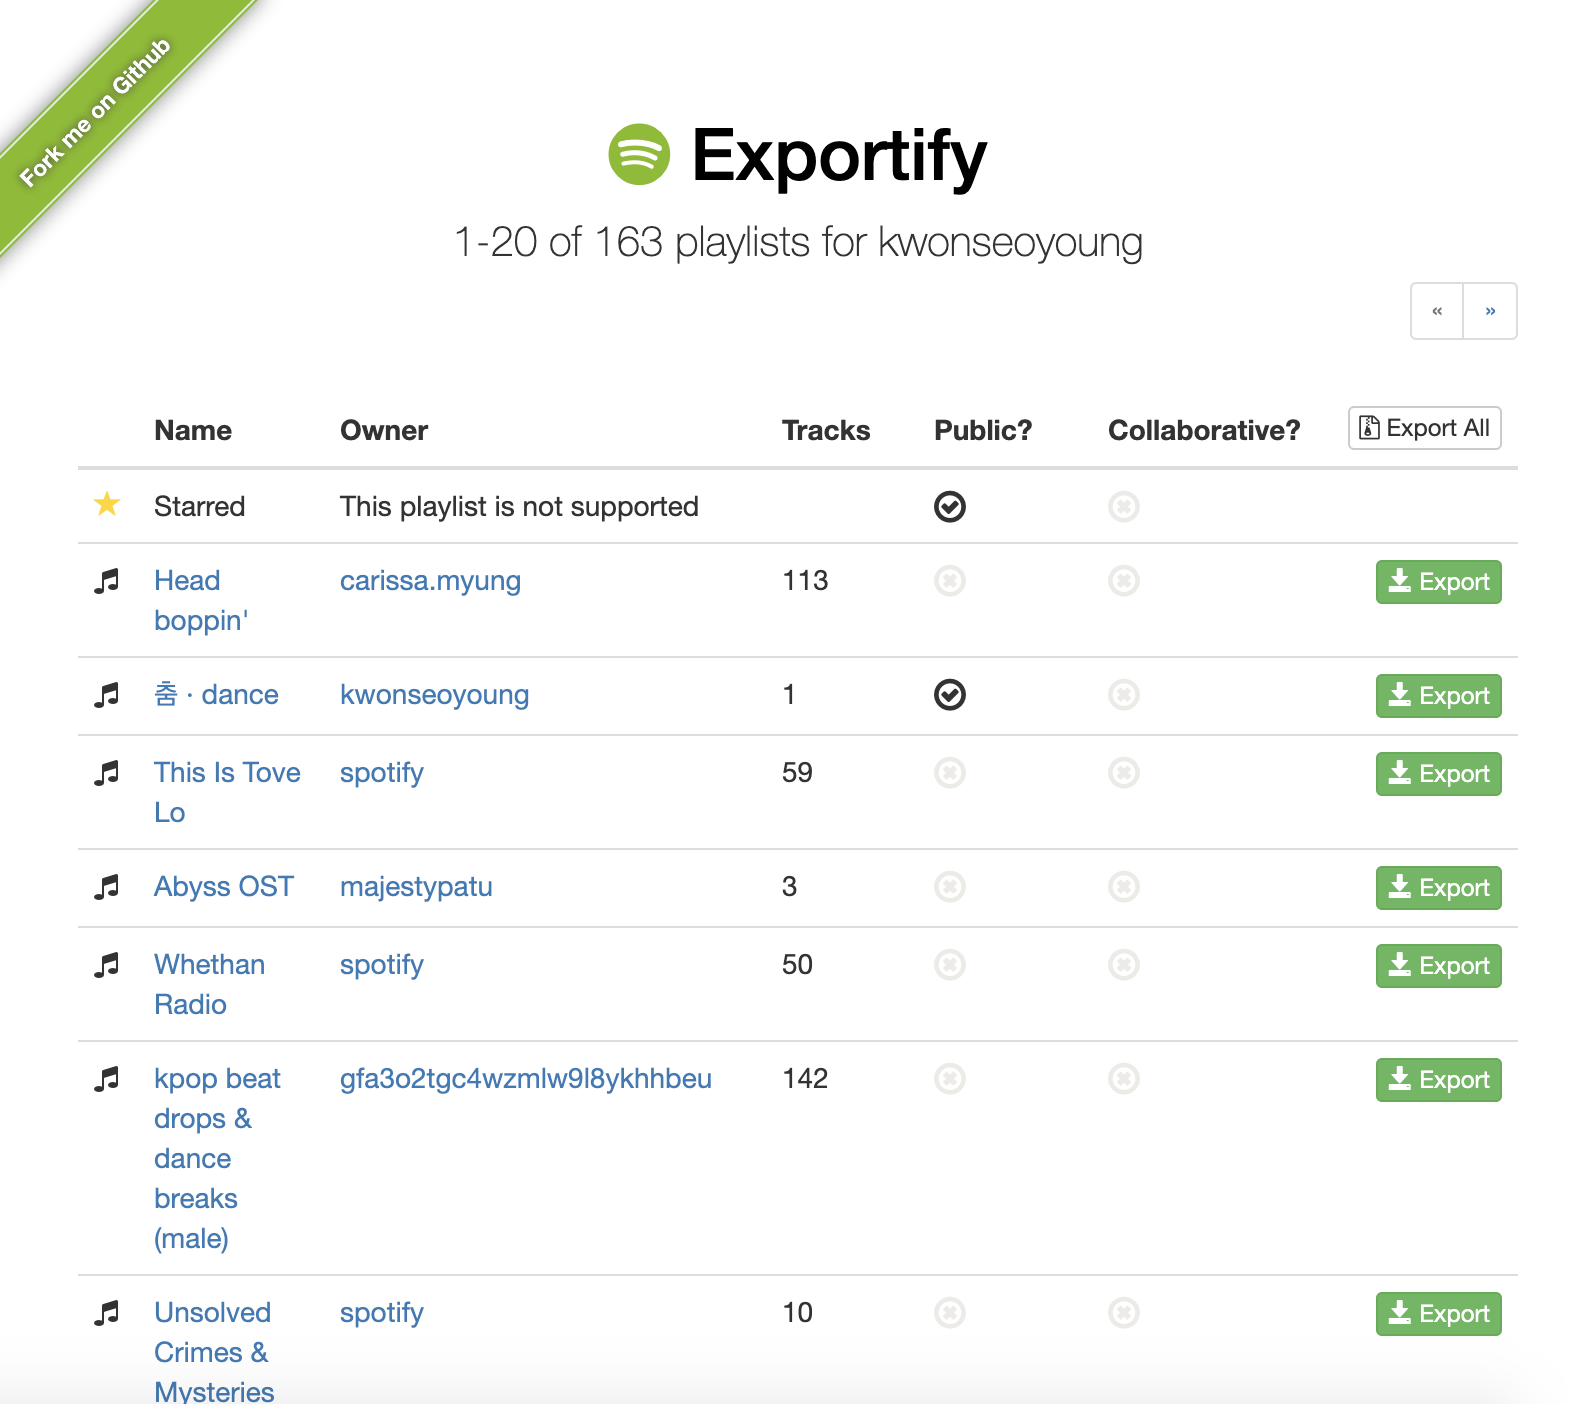 Fork me on Github
Exportify
1-20 of 163 playlists for kwonseoyoung
« »
Name Owner Tracks Public? Collaborative? Export All
Starred This playlist is not supported
Head carissa.myung 113 Export
boppin'
춤 · dance kwonseoyoung 1 Export
This Is Tove spotify 59 Export
Lo
Abyss OST majestypatu 3 Export
Whethan spotify 50 Export
Radio
kpop beat gfa3o2tgc4wzmlw9l8ykhhbeu 142 Export
drops &
dance
breaks
(male)
Unsolved spotify 10 Export
Crimes &
Mysteries